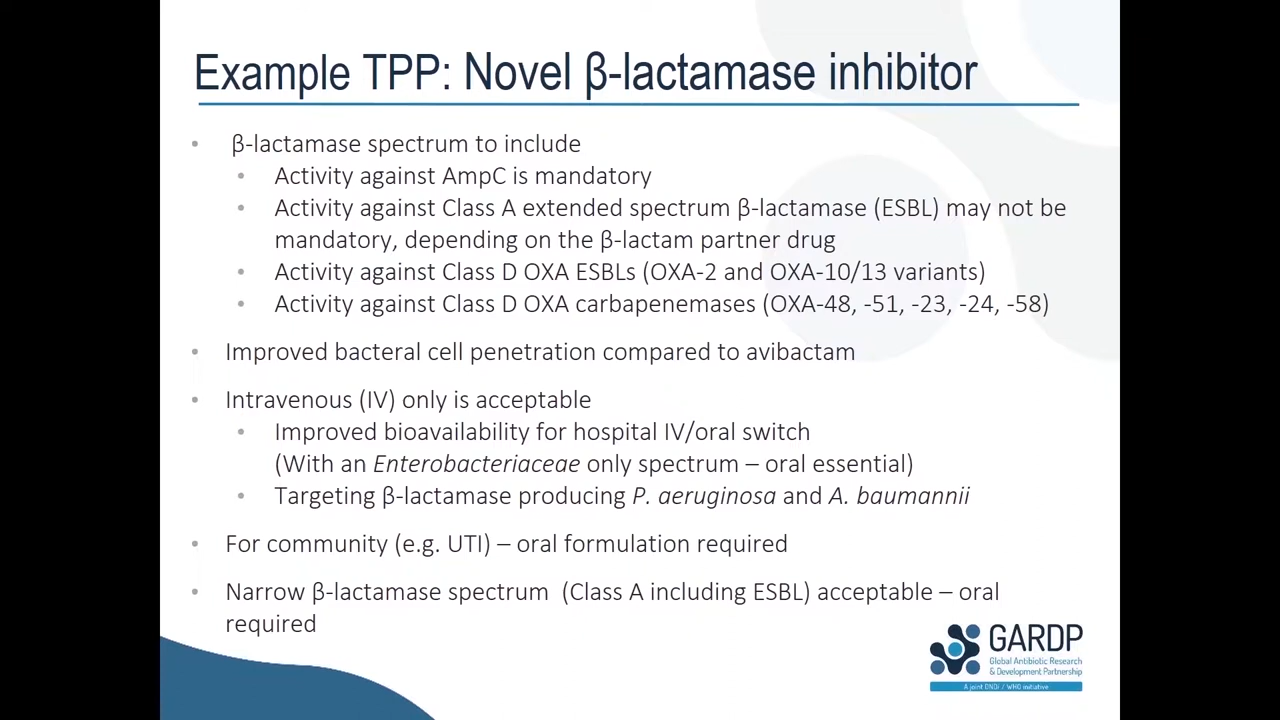 Example TPP: Novel β-lactamase inhibitor
β-lactamase spectrum to include
Activity against AmpC is mandatory
Activity against Class A extended spectrum β-lactamase (ESBL) may not be
mandatory, depending on the β-lactam partner drug
Activity against Class D OXA ESBLs (OXA-2 and OXA-10/13 variants)
Activity against Class D OXA carbapenemases (OXA-48, -51, -23, -24, -58)
Improved bacteral cell penetration compared to avibactam
Intravenous (IV) only is acceptable
Improved bioavailability for hospital IV/oral switch
(With an Enterobacteriaceae only spectrum – oral essential)
Targeting β-lactamase producing P. aeruginosa and A. baumannii
For community (e.g. UTI) – oral formulation required
Narrow β-lactamase spectrum (Class A including ESBL) acceptable – oral
required
GARDP
Global Antibiotic Research
& Development Partnership
A joint DNDi / WHO initiative